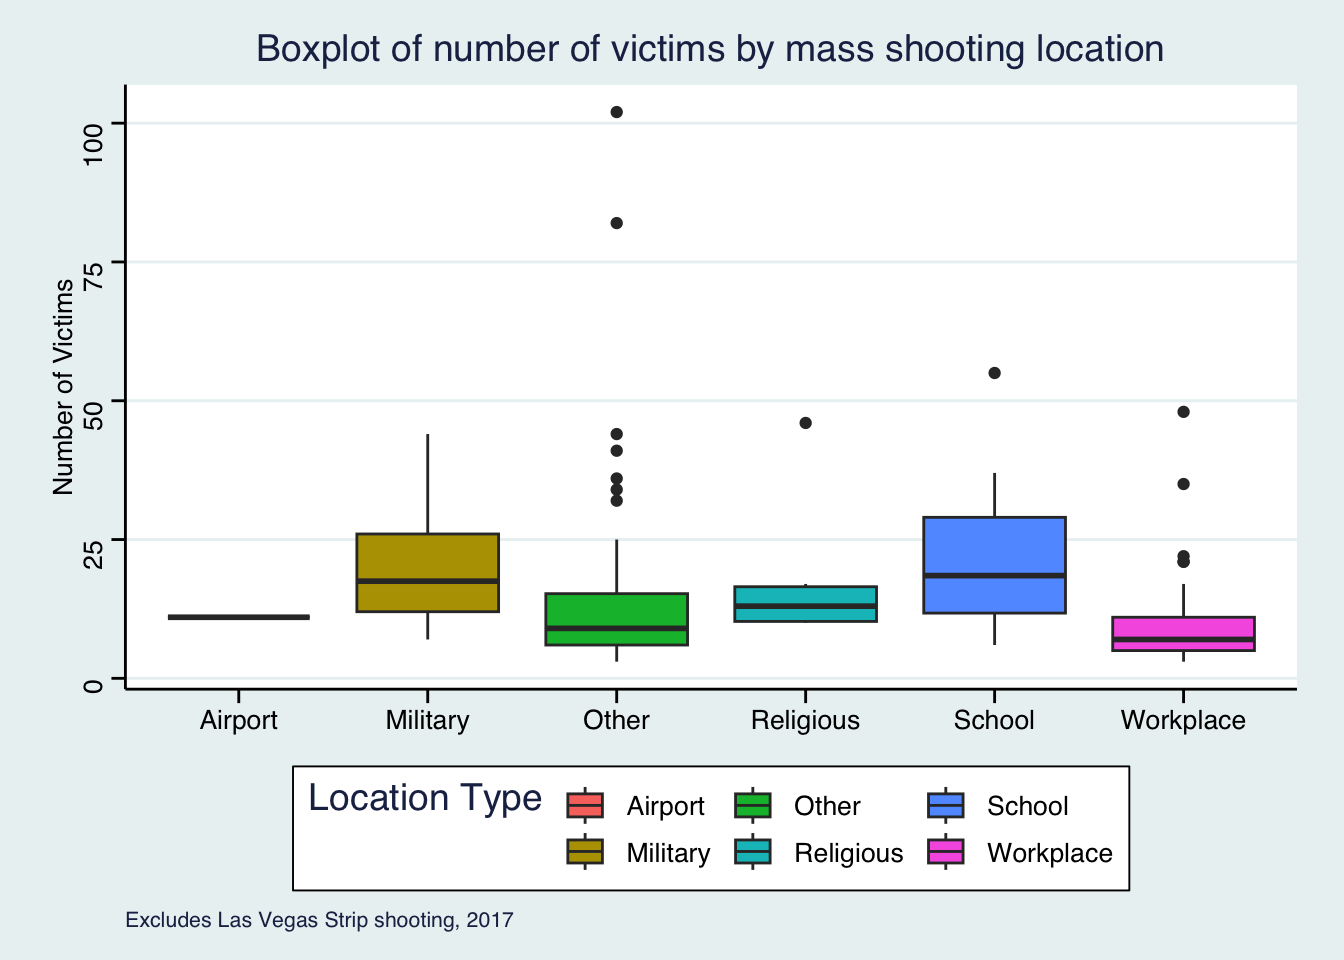 Boxplot of number of victims by mass shooting location
Number of Victims
100
75
50
25
0
Airport Military Other Religious School Workplace
Location Type
Airport Other School
Military Religious Workplace
Excludes Las Vegas Strip shooting, 2017